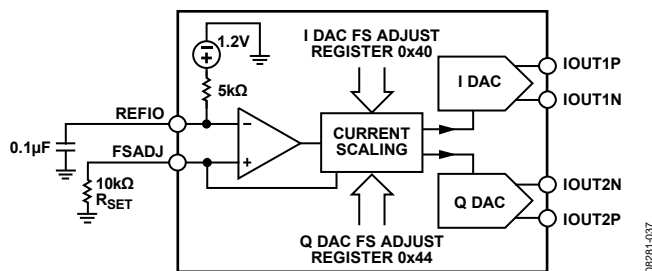 1.2V
I DAC FS ADJUST
REGISTER 0x40
I DAC
IOUT1P
IOUT1N
5kΩ
REFIO
0.1µF
FSADJ
CURRENT
SCALING
10kΩ
RSET
Q DAC
IOUT2N
IOUT2P
Q DAC FS ADJUST
REGISTER 0x44
08281-037
−
+